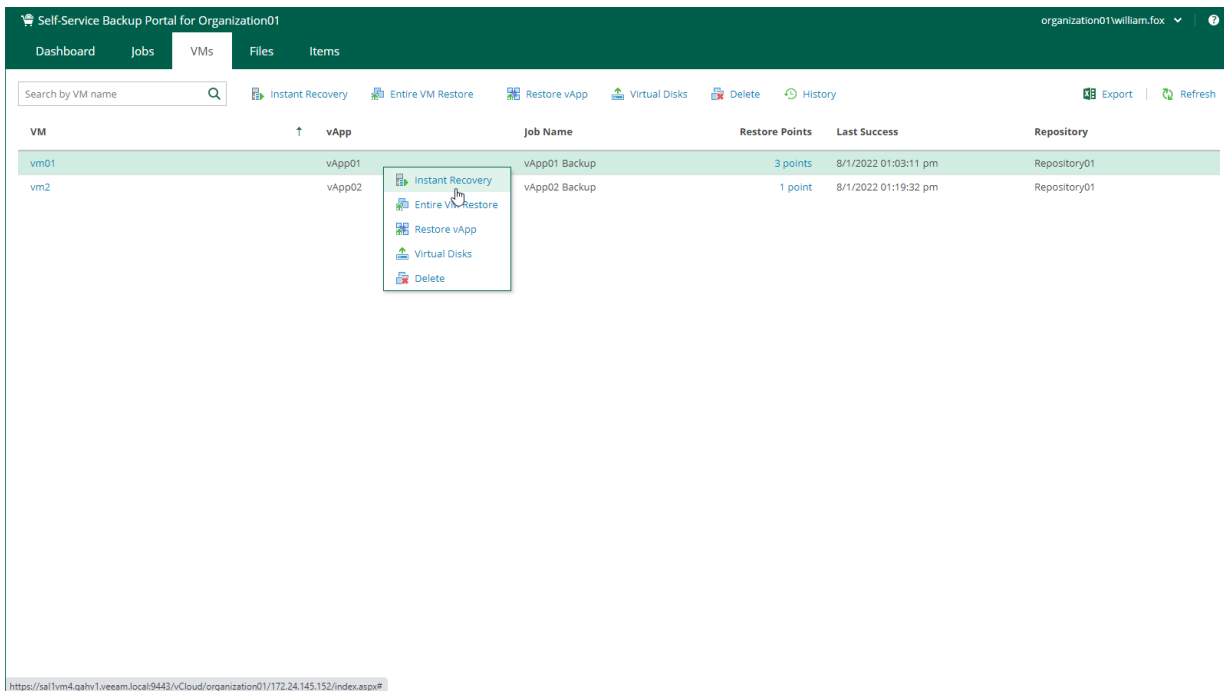 Self-Service Backup Portal for Organization01 organization01\william.fox
Dashboard Jobs VMs Files Items
Search by VM name Instant Recovery Entire VM Restore Restore vApp Virtual Disks Delete History Export Refresh
VM vApp Job Name Restore Points Last Success Repository
vm01 vApp01 vApp01 Backup 3 points 8/1/2022 01:03:11 pm Repository01
Instant Recovery
vm2 vApp02 vApp02 Backup 1 point 8/1/2022 01:19:32 pm Repository01
Entire VM Restore
Restore vApp
Virtual Disks
Delete
https://sal1vm4.qahv1.veeam.local:9443/vCloud/organization01/172.24.145.152/index.aspx#